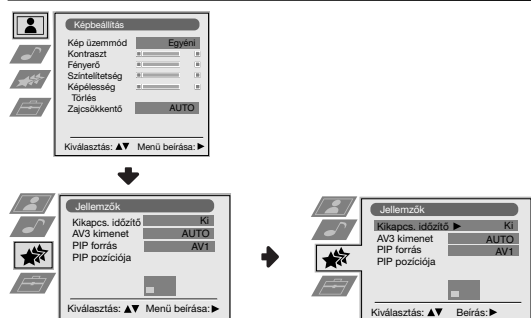 Képbeállítás
Kép üzemmód Egyéni
Kontraszt
Fényerő
Színtelítetség
Képélesség
Törlés
Zajcsökkentő AUTO
Kiválasztás: ▲▼ Menü beírása: ►
Jellemzők
Kikapcs. időzítő Ki
AV3 kimenet AUTO
PIP forrás AV1
PIP pozíciója
Kiválasztás: ▲▼ Menü beírása: ►
Jellemzők
Kikapcs. időzítő ► Ki
AV3 kimenet AUTO
PIP forrás AV1
PIP pozíciója
Kiválasztás: ▲▼ Beírás: ►